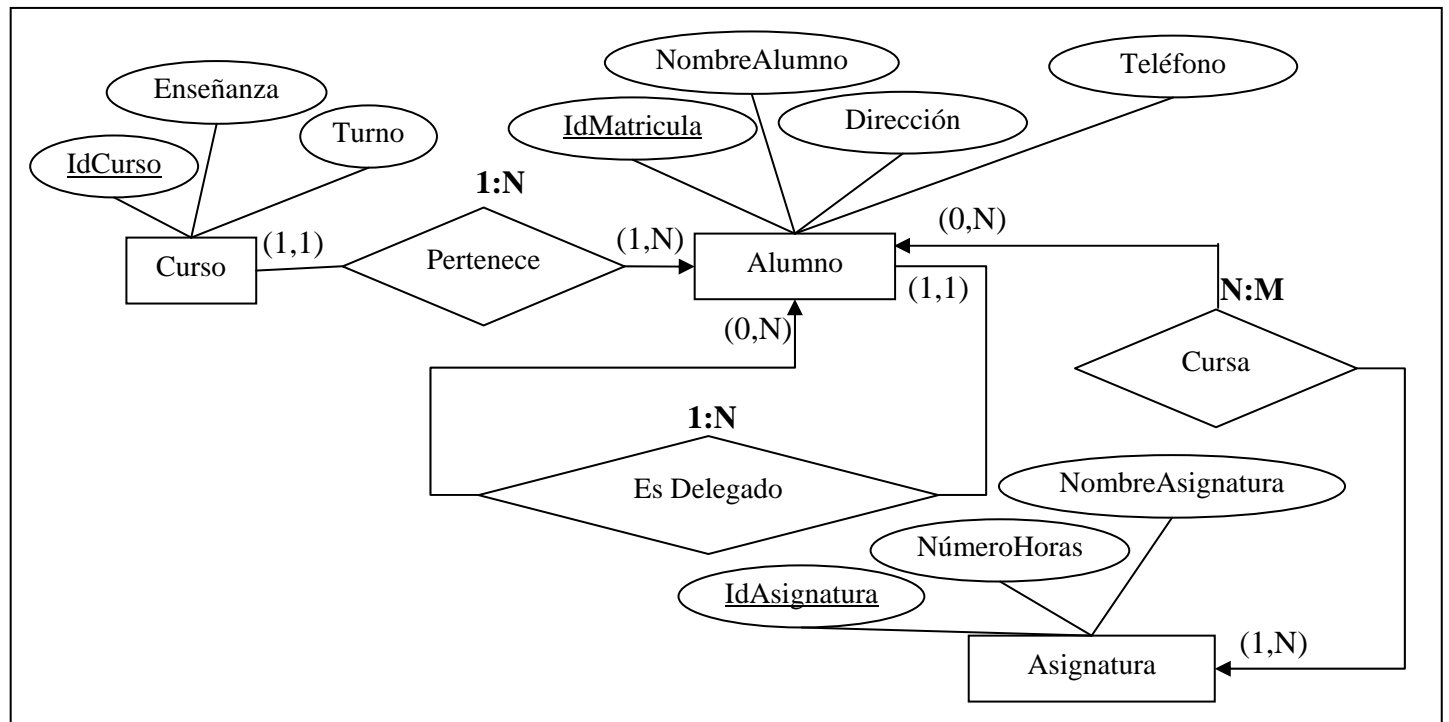 NombreAlumno
Teléfono
Enseñanza
IdMatricula
Dirección
Turno
IdCurso
1:N
(1,1)
(1,N)
(0,N)
Curso
Pertenece
Alumno
(1,1)
N:M
(0,N)
Cursa
1:N
Es Delegado
NombreAsignatura
NúmeroHoras
IdAsignatura
(1,N)
Asignatura